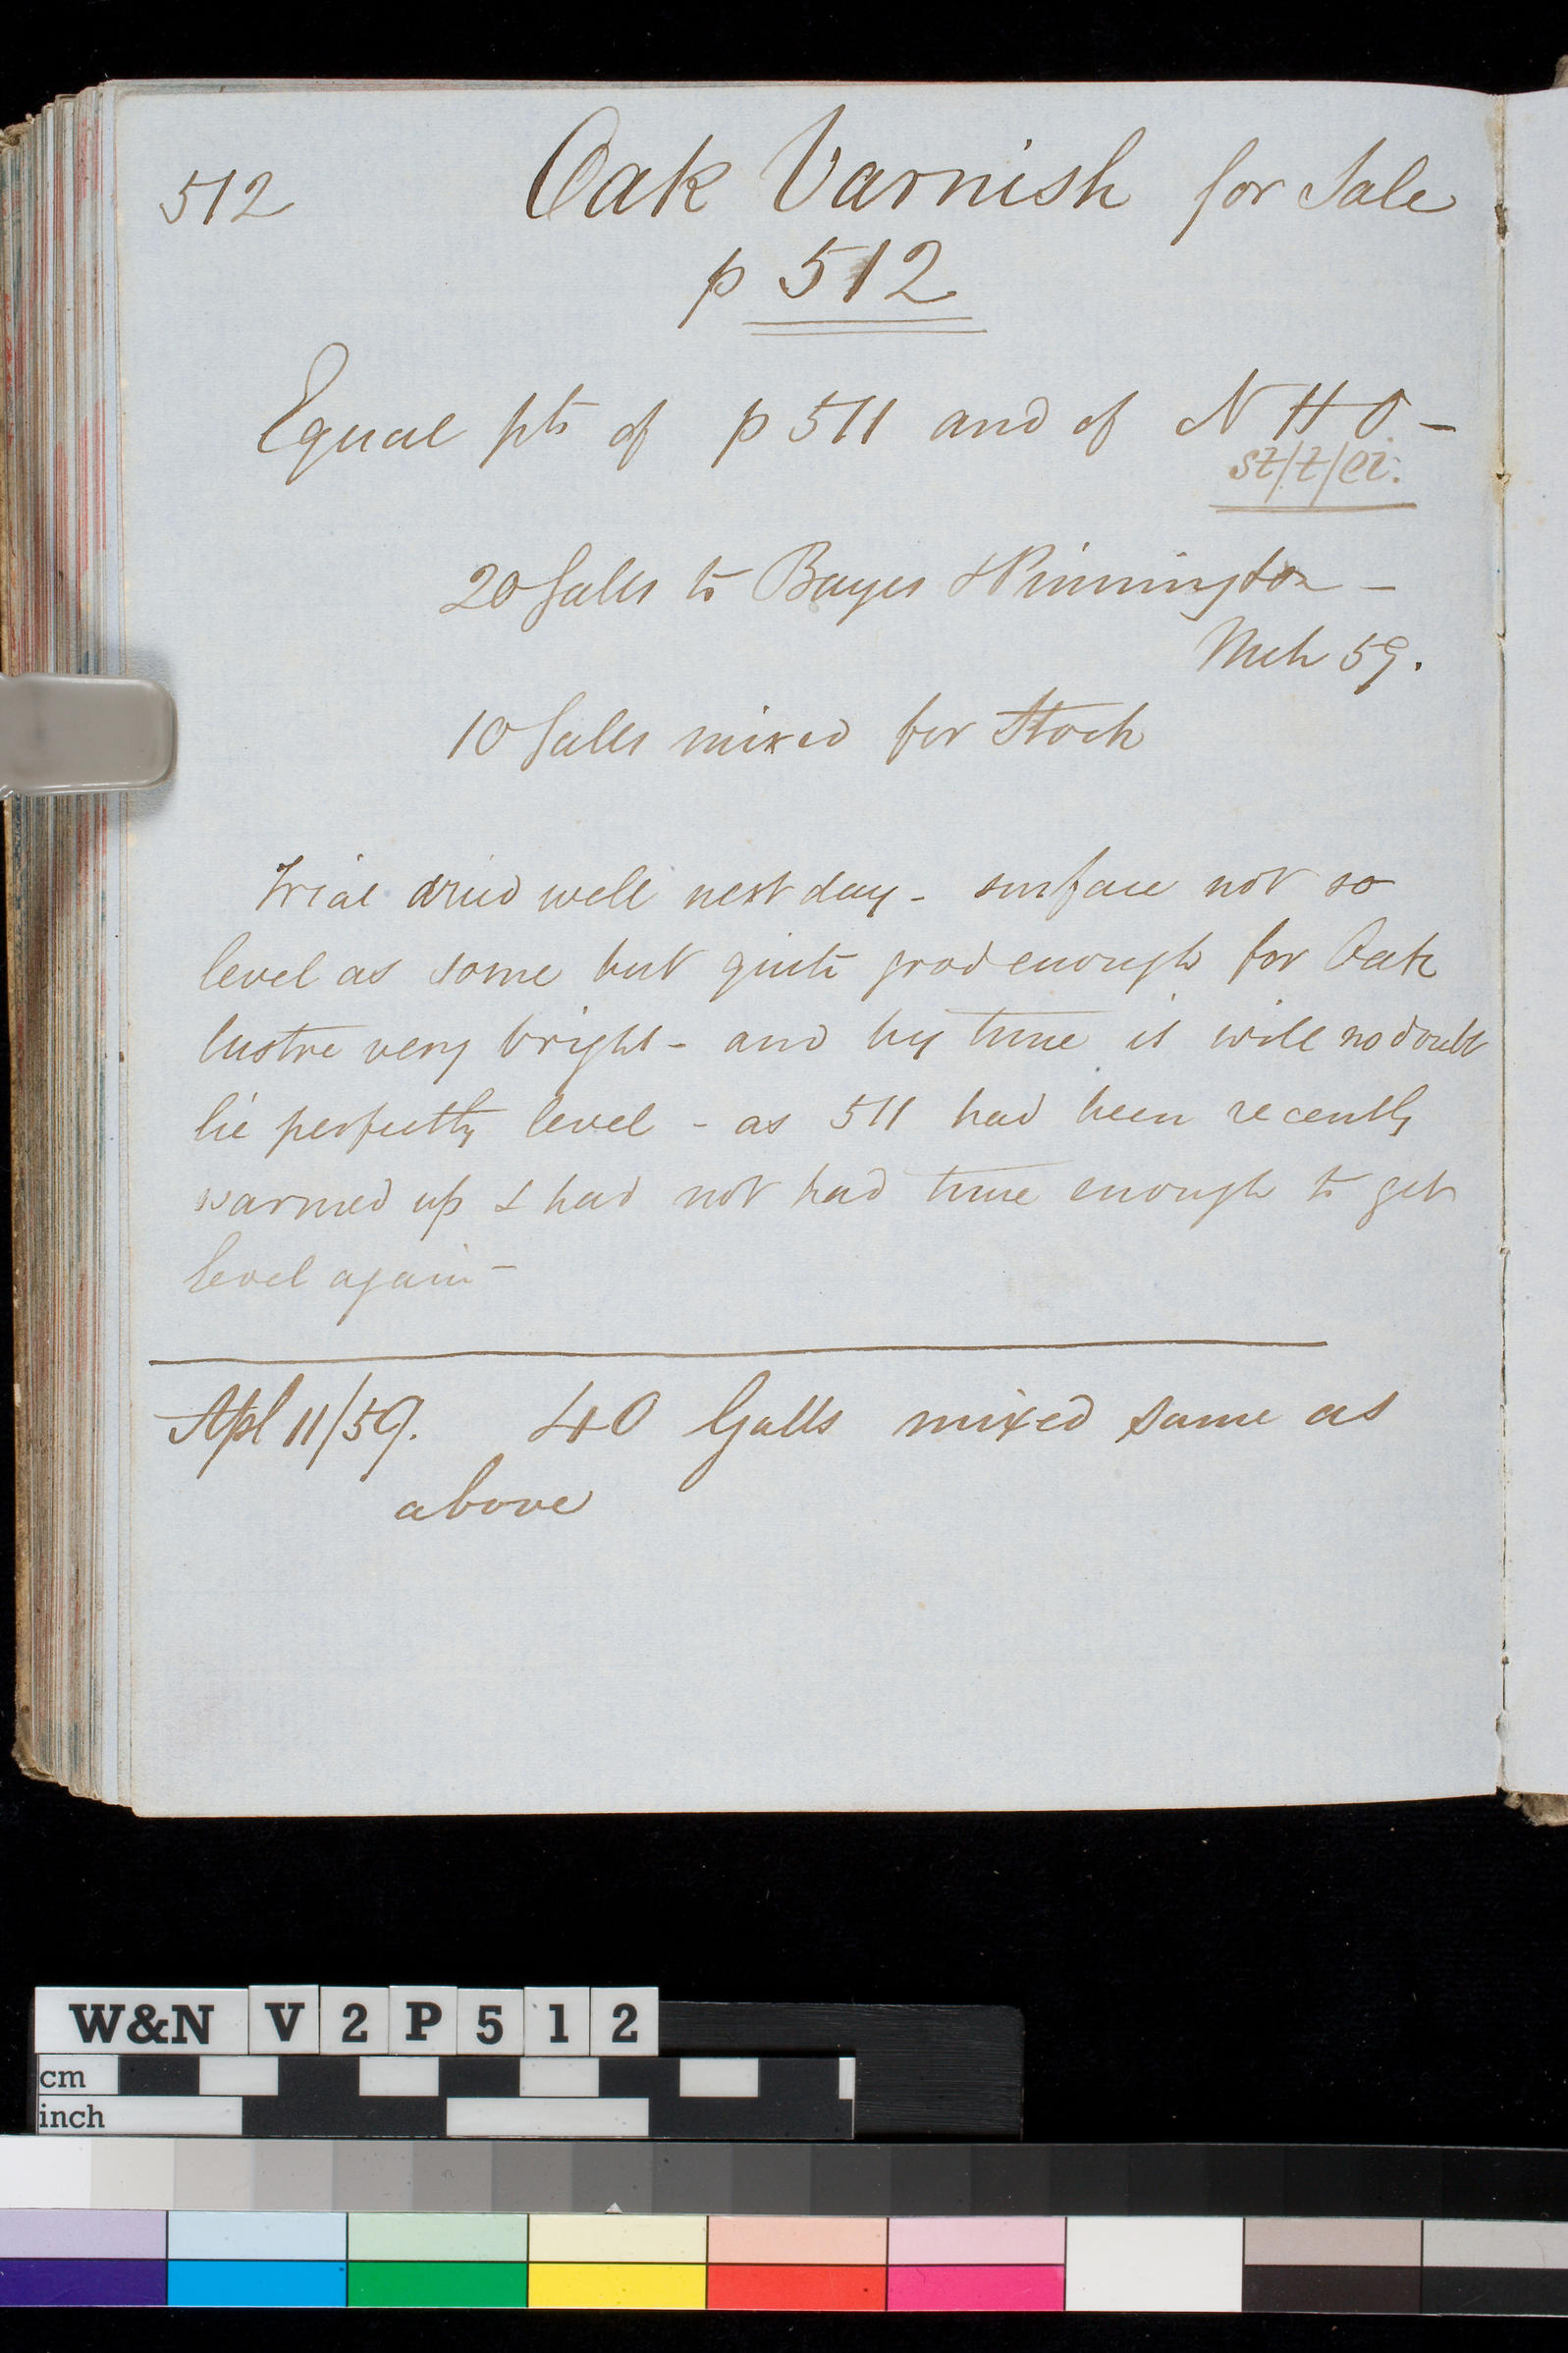 512 Oak Varnish for Sale
p 512
Equal pts of p 511 and of N H O –
20 Galls to Bayes & Pinnington –
Mch 59.
10 Galls mixed for Stock
Trial dried well next day – surface not so
level as some but quite good enough for Oak
lustre very bright – and by time it will no doubt
lie perfectly level – as 511 had been recently
warmed up & had not had time enough to get
level again –
Apl 11/59. 40 Galls mixed same as
above
W&N V 2 P 5 1 2
cm
inch